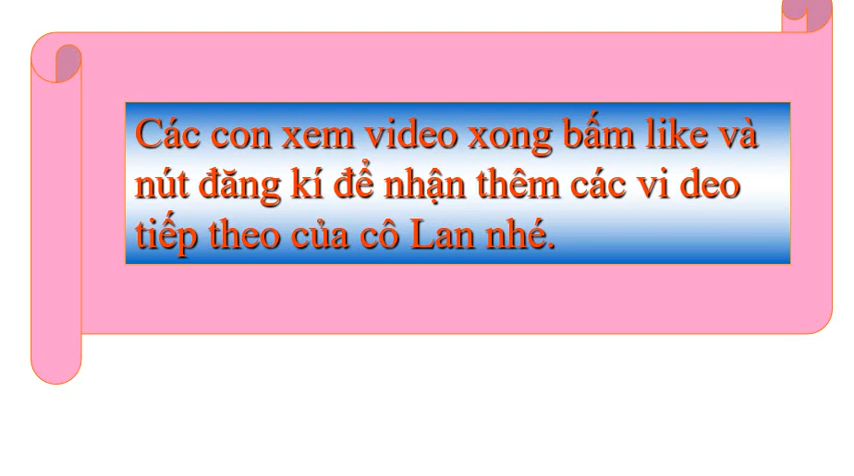 Các con xem video xong bấm like và
nút đăng kí để nhận thêm các vi deo
tiếp theo của cô Lan nhé.